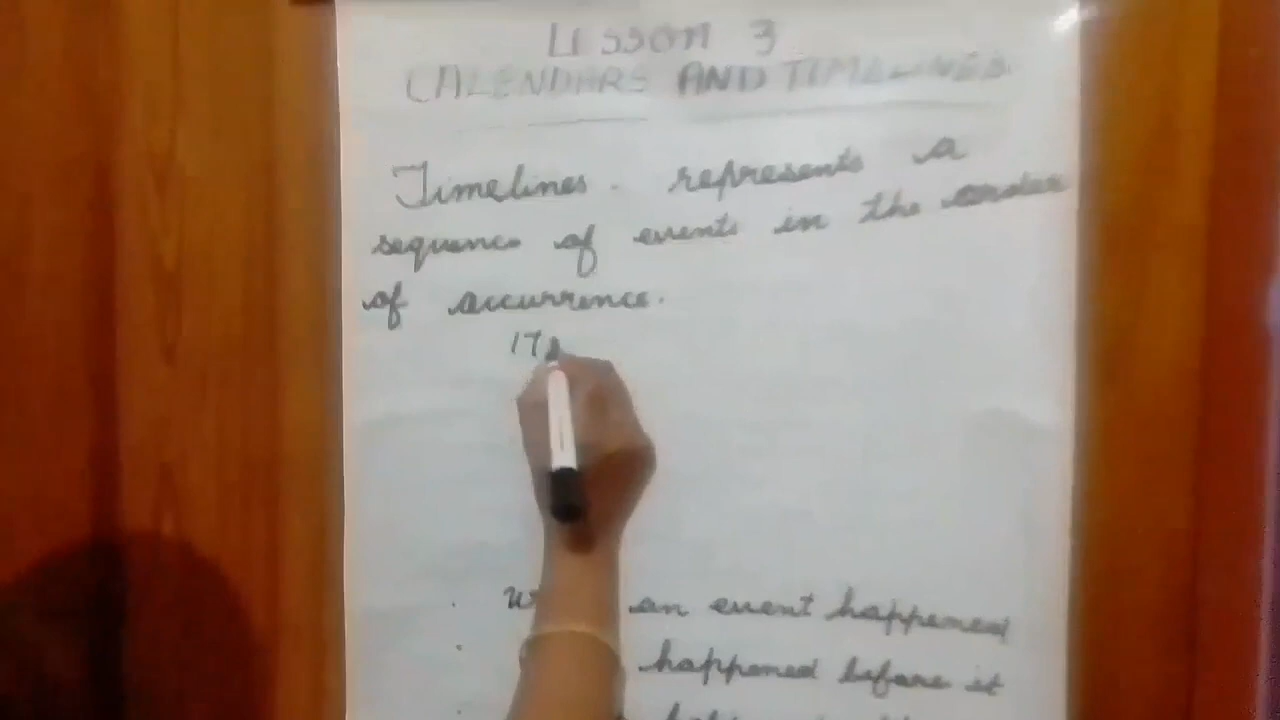 LESSON 3
CALENDARS AND TIMELINES
Timelines. represents a
sequence of events in the order
of occurrence.
17
an event happened
happened before it